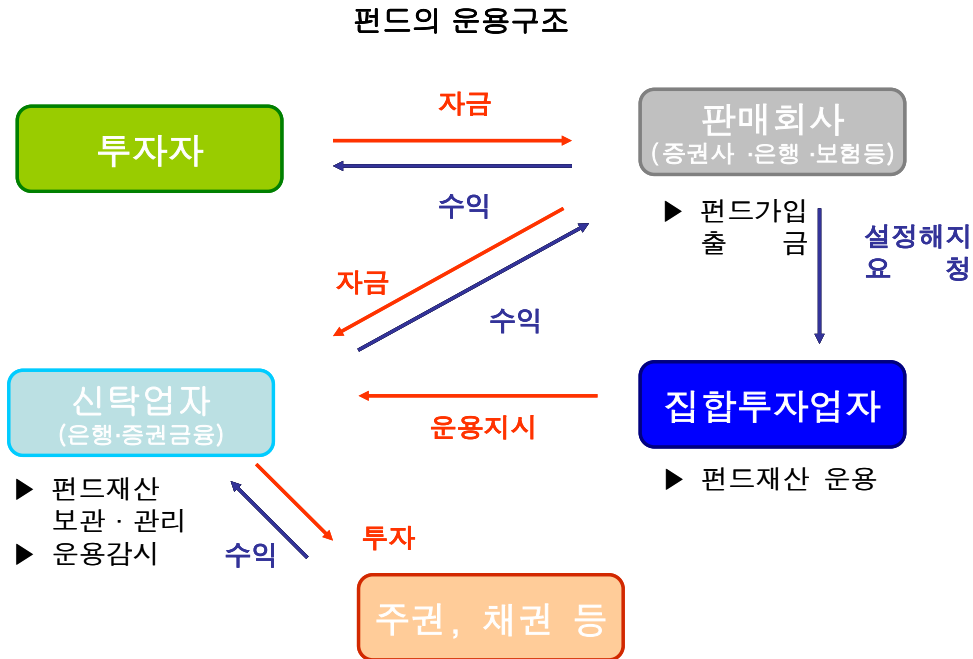 펀드의 운용구조
자금
투자자
판매회사
(증권사 ·은행 ·보험등)
수익
▶ 펀드가입
출 금
설정해지
요 청
자금
수익
신탁업자
(은행·증권금융)
집합투자업자
운용지시
▶ 펀드재산 운용
▶ 펀드재산
보관 · 관리
▶ 운용감시
수익
투자
주권, 채권 등